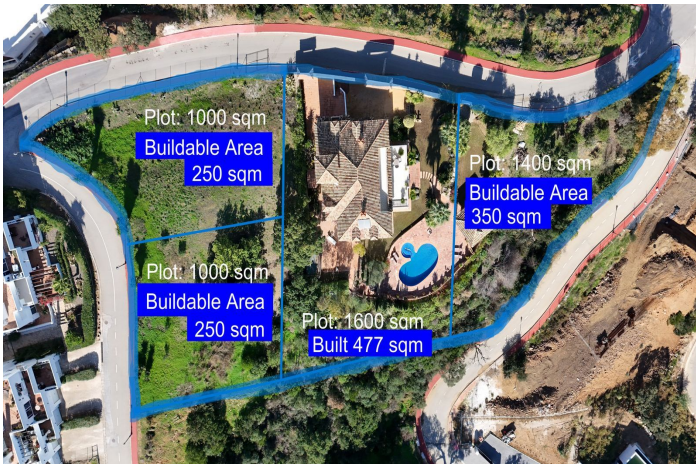 Plot: 1000 sqm
Buildable Area
250 sqm
Plot: 1000 sqm
Buildable Area
250 sqm
Plot: 1600 sqm
Built 477 sqm
Plot: 1400 sqm
Buildable Area
350 sqm